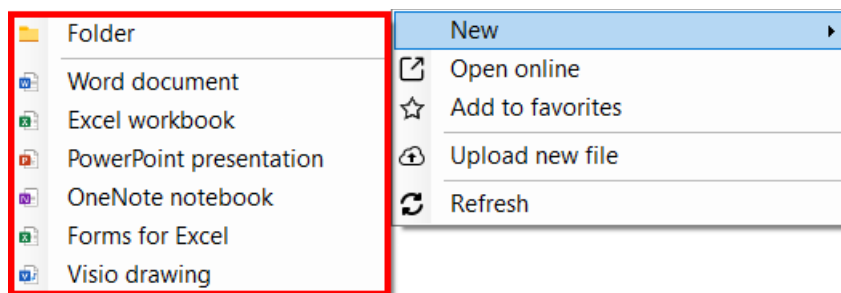 Folder
Word document
Excel workbook
PowerPoint presentation
OneNote notebook
Forms for Excel
Visio drawing
New
Open online
Add to favorites
Upload new file
Refresh